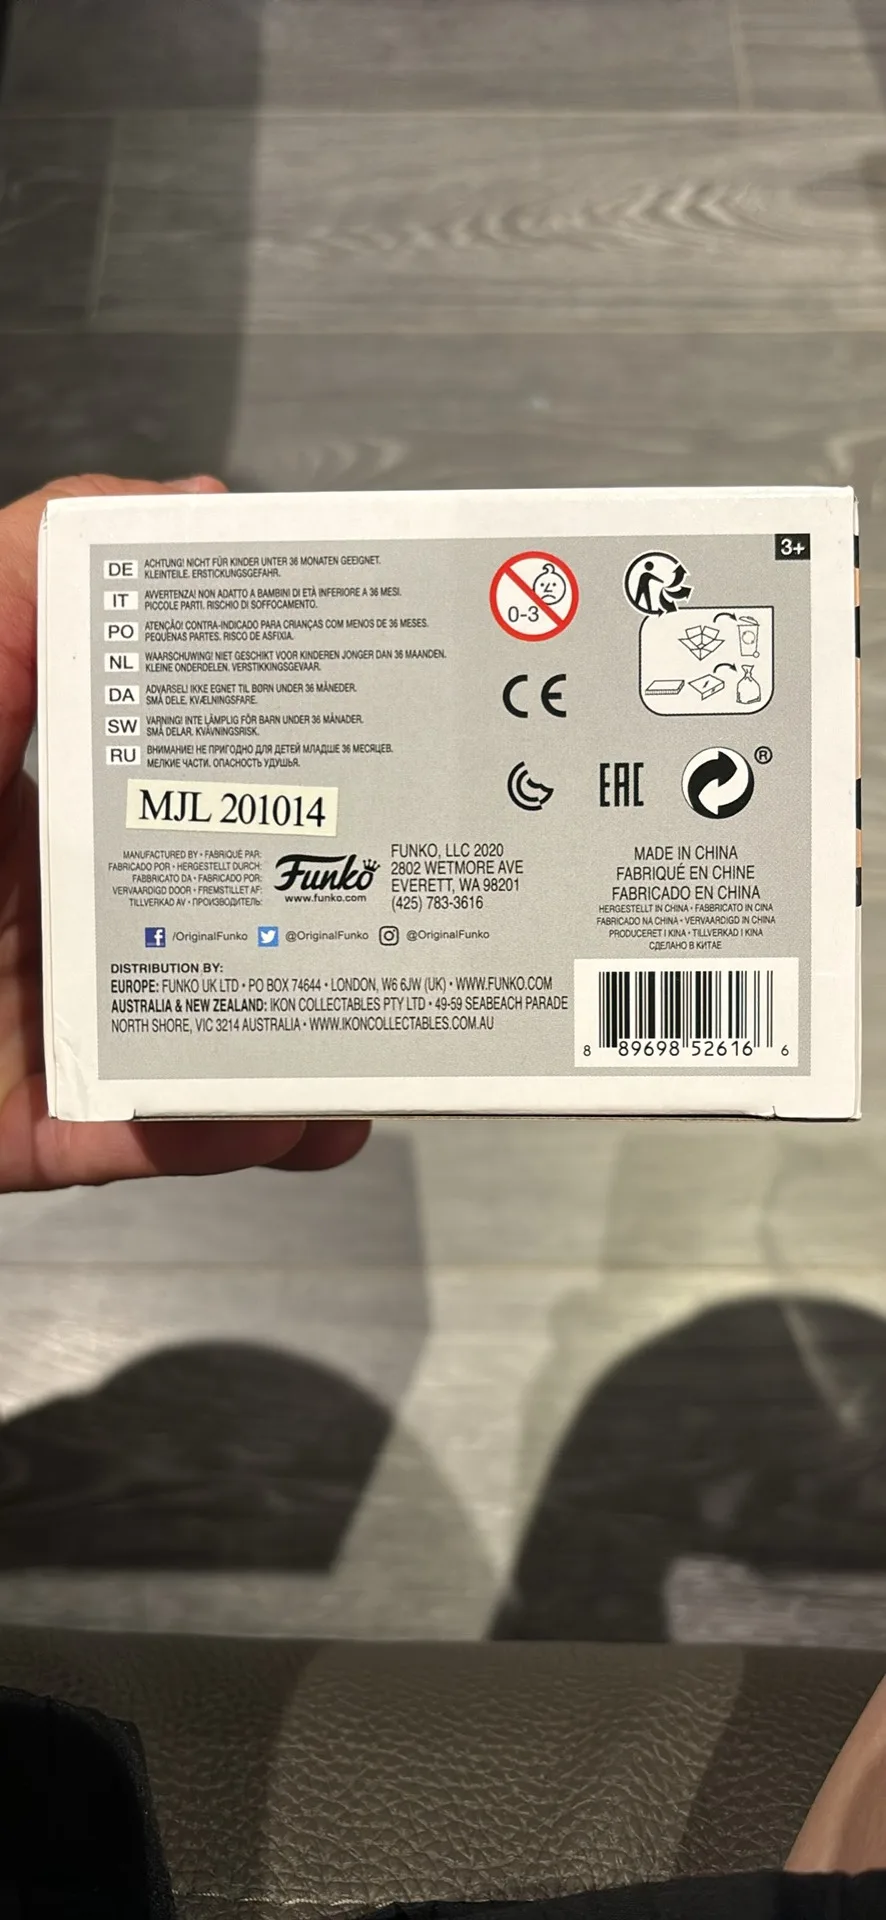 3+
DE ACHTUNG! NICHT FÜR KINDER UNTER 36 MONATEN GEEIGNET.
KLEINTEILE. ERSTICKUNGSGEFAHR.
IT AVVERTENZA! NON ADATTO A BAMBINI DI ETÀ INFERIORE A 36 MESI.
PICCOLE PARTI. RISCHIO DI SOFFOCAMENTO.
PO ATENÇÃO! CONTRA-INDICADO PARA CRIANÇAS COM MENOS DE 36 MESES.
PEQUENAS PARTES. RISCO DE ASFIXIA.
NL WAARSCHUWING! NIET GESCHIKT VOOR KINDEREN JONGER DAN 36 MAANDEN.
KLEINE ONDERDELEN. VERSTIKKINGSGEVAAR.
DA ADVARSEL! IKKE EGNET TIL BØRN UNDER 36 MÅNEDER.
SMÅ DELE. KVÆLNINGSFARE.
SW VARNING! INTE LÄMPLIG FÖR BARN UNDER 36 MÅNADER.
SMÅ DELAR. KVÄVNINGSRISK.
RU ВНИМАНИЕ! НЕ ПРИГОДНО ДЛЯ ДЕТЕЙ МЛАДШЕ 36 МЕСЯЦЕВ.
МЕЛКИЕ ЧАСТИ. ОПАСНОСТЬ УДУШЬЯ.
0-3
CE
EAC
®
MJL 201014
MANUFACTURED BY • FABRIQUÉ PAR:
FABRICADO POR • HERGESTELLT DURCH:
FABBRICATO DA • FABRICADO POR:
VERVAARDIGD DOOR • FREMSTILLET AF:
TILLVERKAD AV • ПРОИЗВОДИТЕЛЬ:
Funko
www.funko.com
FUNKO, LLC 2020
2802 WETMORE AVE
EVERETT, WA 98201
(425) 783-3616
MADE IN CHINA
FABRIQUÉ EN CHINE
FABRICADO EN CHINA
HERGESTELLT IN CHINA • FABBRICATO IN CINA
FABRICADO NA CHINA • VERVAARDIGD IN CHINA
PRODUCERET I KINA • TILLVERKAD I KINA
СДЕЛАНО В КИТАЕ
f /OriginalFunko @OriginalFunko @OriginalFunko
DISTRIBUTION BY:
EUROPE: FUNKO UK LTD • PO BOX 74644 • LONDON, W6 6JW (UK) • WWW.FUNKO.COM
AUSTRALIA & NEW ZEALAND: IKON COLLECTABLES PTY LTD • 49-59 SEABEACH PARADE
NORTH SHORE, VIC 3214 AUSTRALIA • WWW.IKONCOLLECTABLES.COM.AU
8 89698 52616 6